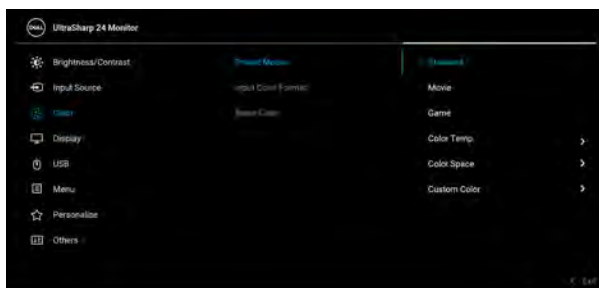 DELL UltraSharp 24 Monitor
Brightness/Contrast
Input Source
Color
Display
USB
Menu
Personalize
Others
Preset Modes
Input Color Format
Reset Color
Standard
Movie
Game
Color Temp.
Color Space
Custom Color
Exit